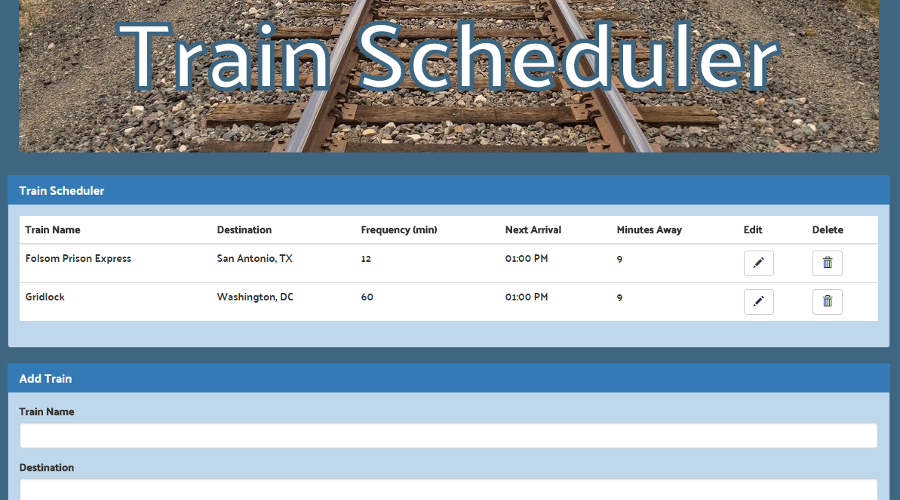 Train Scheduler
Train Scheduler
Train Name Destination Frequency (min) Next Arrival Minutes Away Edit Delete
Folsom Prison Express San Antonio, TX 12 01:00 PM 9
Gridlock Washington, DC 60 01:00 PM 9
Add Train
Train Name
Destination